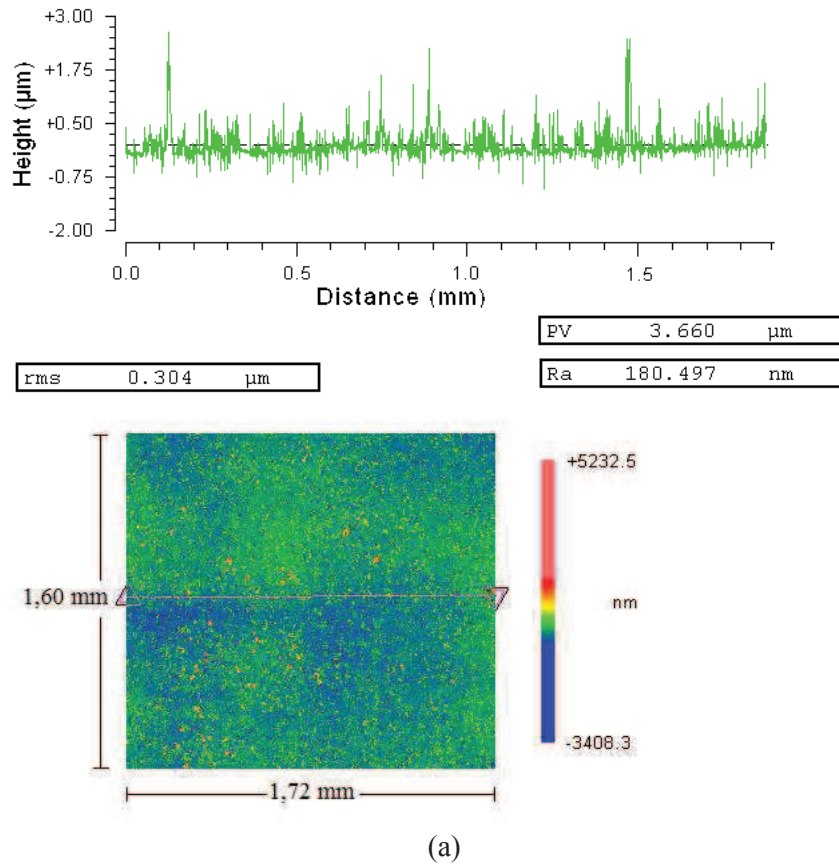 +3.00
+1.75
+0.50
-0.75
-2.00
Height (µm)
0.0 0.5 1.0 1.5
Distance (mm)
PV 3.660 µm
rms 0.304 µm
Ra 180.497 nm
+5232.5
nm
-3408.3
1,60 mm
1,72 mm
(a)